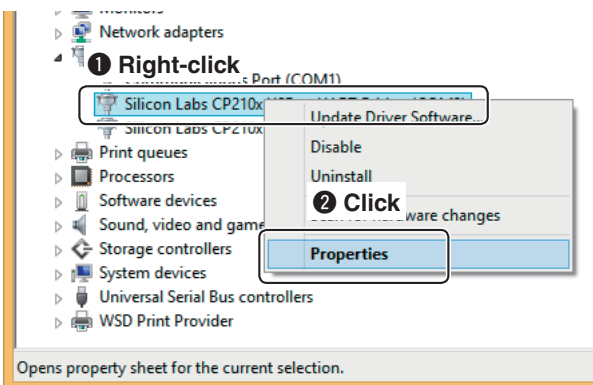 Network adapters
❶ Right-click
Port (COM1)
Silicon Labs CP210x
Update Driver Software...
Silicon Labs CP210x
Disable
Print queues
Processors
Uninstall
Software devices
❷ Click
Sound, video and game
hardware changes
Storage controllers
Properties
System devices
Universal Serial Bus controllers
WSD Print Provider
Opens property sheet for the current selection.